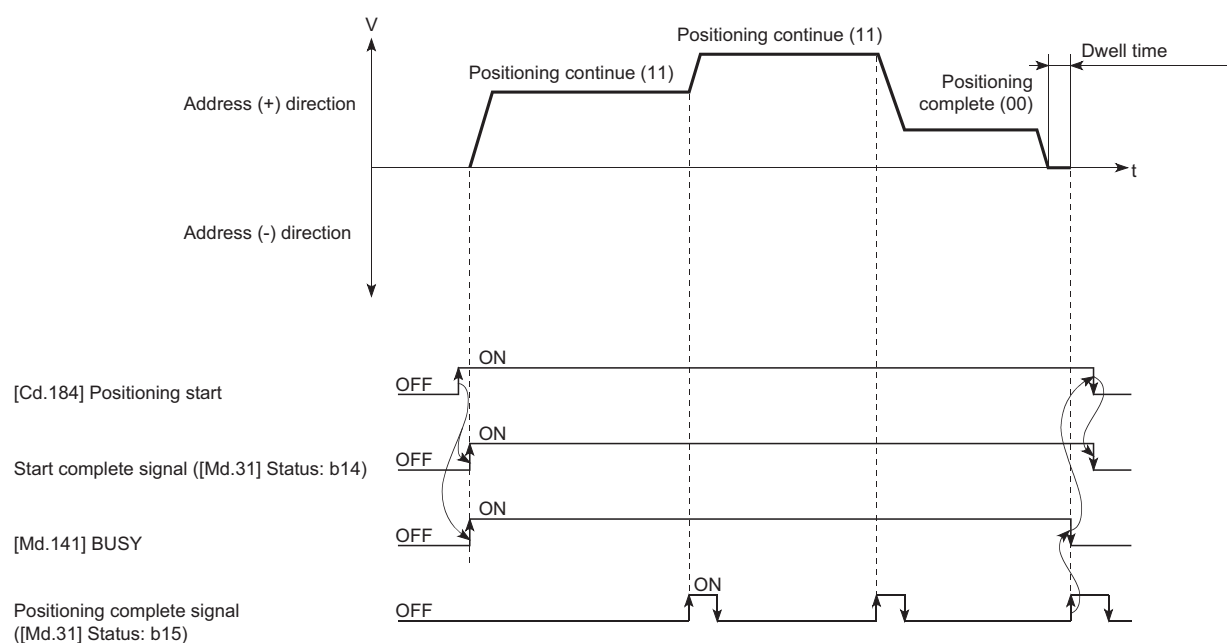 V
Positioning continue (11)
Dwell time
Positioning continue (11)
Positioning
complete (00)
Address (+) direction
t
Address (-) direction
ON
OFF
[Cd.184] Positioning start
ON
OFF
Start complete signal ([Md.31] Status: b14)
ON
OFF
[Md.141] BUSY
ON
OFF
Positioning complete signal
([Md.31] Status: b15)